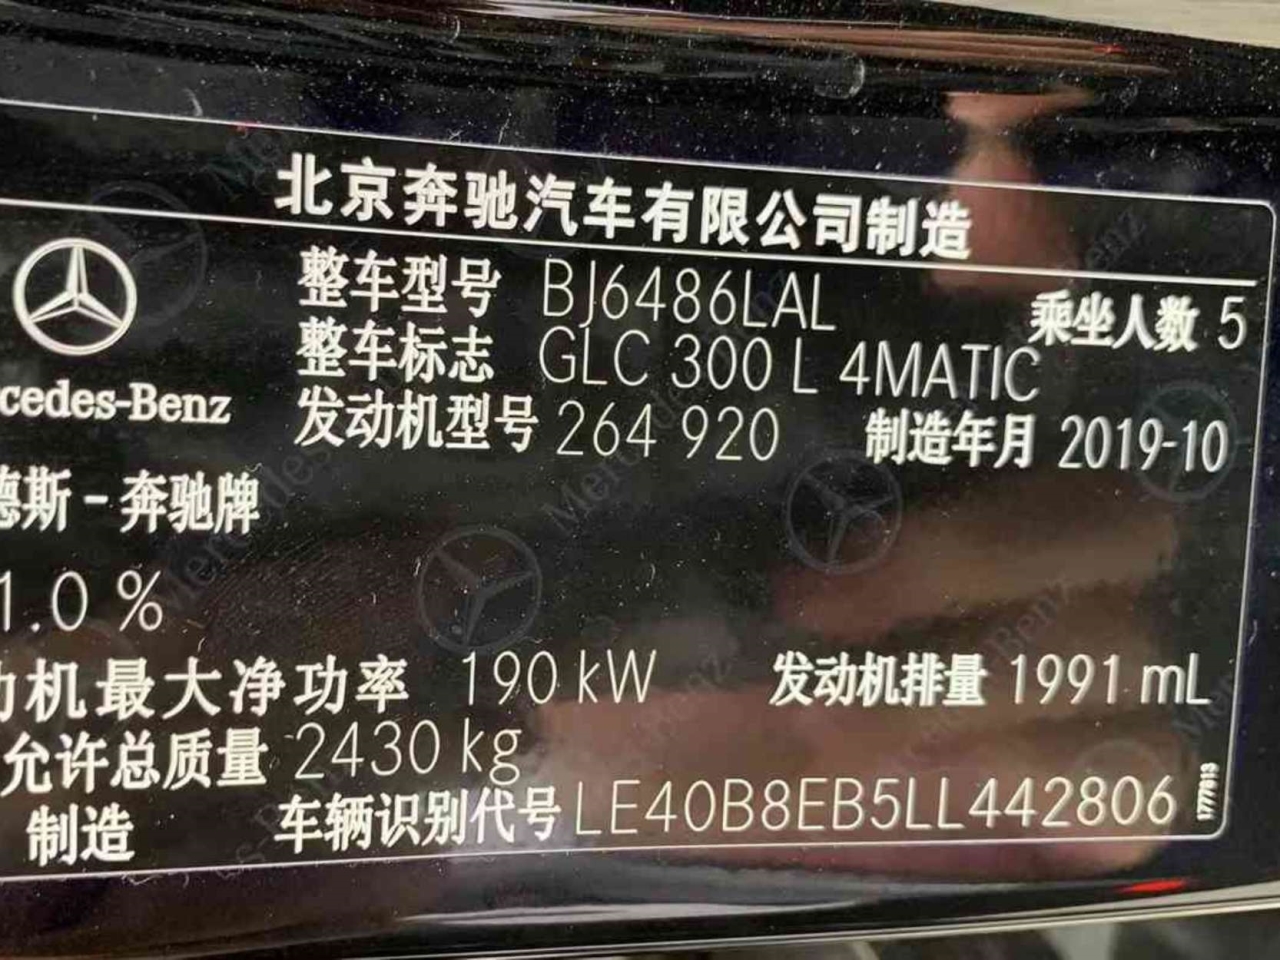 北京奔驰汽车有限公司制造
整车型号 BJ6486LAL 乘坐人数 5
整车标志 GLC 300 L 4MATIC
cedes-Benz
发动机型号 264 920 制造年月 2019-10
德斯-奔驰牌
1.0 %
动机最大净功率 190 kW 发动机排量 1991 mL
允许总质量 2430 kg
制造 车辆识别代号 LE40B8EB5LL442806
1777813